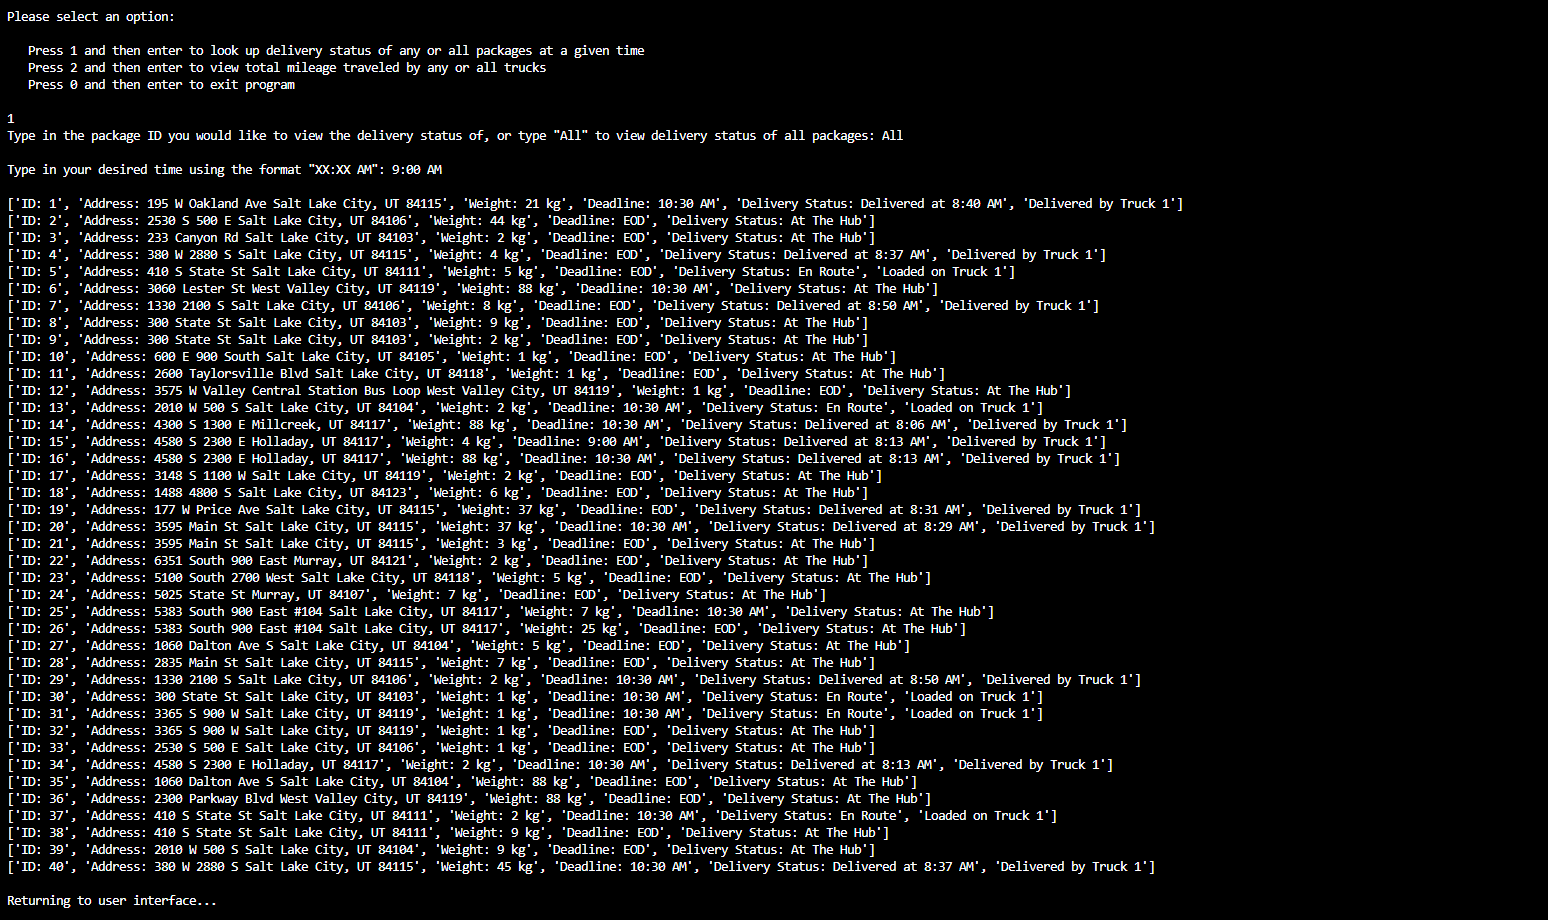 Please select an option:
Press 1 and then enter to look up delivery status of any or all packages at a given time
Press 2 and then enter to view total mileage traveled by any or all trucks
Press 0 and then enter to exit program
1
Type in the package ID you would like to view the delivery status of, or type "All" to view delivery status of all packages: All
Type in your desired time using the format "XX:XX AM": 9:00 AM
['ID: 1', 'Address: 195 W Oakland Ave Salt Lake City, UT 84115', 'Weight: 21 kg', 'Deadline: 10:30 AM', 'Delivery Status: Delivered at 8:40 AM', 'Delivered by Truck 1']
['ID: 2', 'Address: 2530 S 500 E Salt Lake City, UT 84106', 'Weight: 44 kg', 'Deadline: EOD', 'Delivery Status: At The Hub']
['ID: 3', 'Address: 233 Canyon Rd Salt Lake City, UT 84103', 'Weight: 2 kg', 'Deadline: EOD', 'Delivery Status: At The Hub']
['ID: 4', 'Address: 380 W 2880 S Salt Lake City, UT 84115', 'Weight: 4 kg', 'Deadline: EOD', 'Delivery Status: Delivered at 8:37 AM', 'Delivered by Truck 1']
['ID: 5', 'Address: 410 S State St Salt Lake City, UT 84111', 'Weight: 5 kg', 'Deadline: EOD', 'Delivery Status: En Route', 'Loaded on Truck 1']
['ID: 6', 'Address: 3060 Lester St West Valley City, UT 84119', 'Weight: 88 kg', 'Deadline: 10:30 AM', 'Delivery Status: At The Hub']
['ID: 7', 'Address: 1330 2100 S Salt Lake City, UT 84106', 'Weight: 8 kg', 'Deadline: EOD', 'Delivery Status: Delivered at 8:50 AM', 'Delivered by Truck 1']
['ID: 8', 'Address: 300 State St Salt Lake City, UT 84103', 'Weight: 9 kg', 'Deadline: EOD', 'Delivery Status: At The Hub']
['ID: 9', 'Address: 300 State St Salt Lake City, UT 84103', 'Weight: 2 kg', 'Deadline: EOD', 'Delivery Status: At The Hub']
['ID: 10', 'Address: 600 E 900 South Salt Lake City, UT 84105', 'Weight: 1 kg', 'Deadline: EOD', 'Delivery Status: At The Hub']
['ID: 11', 'Address: 2600 Taylorsville Blvd Salt Lake City, UT 84118', 'Weight: 1 kg', 'Deadline: EOD', 'Delivery Status: At The Hub']
['ID: 12', 'Address: 3575 W Valley Central Station Bus Loop West Valley City, UT 84119', 'Weight: 1 kg', 'Deadline: EOD', 'Delivery Status: At The Hub']
['ID: 13', 'Address: 2010 W 500 S Salt Lake City, UT 84104', 'Weight: 2 kg', 'Deadline: 10:30 AM', 'Delivery Status: En Route', 'Loaded on Truck 1']
['ID: 14', 'Address: 4300 S 1300 E Millcreek, UT 84117', 'Weight: 88 kg', 'Deadline: 10:30 AM', 'Delivery Status: Delivered at 8:06 AM', 'Delivered by Truck 1']
['ID: 15', 'Address: 4580 S 2300 E Holladay, UT 84117', 'Weight: 4 kg', 'Deadline: 9:00 AM', 'Delivery Status: Delivered at 8:13 AM', 'Delivered by Truck 1']
['ID: 16', 'Address: 4580 S 2300 E Holladay, UT 84117', 'Weight: 88 kg', 'Deadline: 10:30 AM', 'Delivery Status: Delivered at 8:13 AM', 'Delivered by Truck 1']
['ID: 17', 'Address: 3148 S 1100 W Salt Lake City, UT 84119', 'Weight: 2 kg', 'Deadline: EOD', 'Delivery Status: At The Hub']
['ID: 18', 'Address: 1488 4800 S Salt Lake City, UT 84123', 'Weight: 6 kg', 'Deadline: EOD', 'Delivery Status: At The Hub']
['ID: 19', 'Address: 177 W Price Ave Salt Lake City, UT 84115', 'Weight: 37 kg', 'Deadline: EOD', 'Delivery Status: Delivered at 8:31 AM', 'Delivered by Truck 1']
['ID: 20', 'Address: 3595 Main St Salt Lake City, UT 84115', 'Weight: 37 kg', 'Deadline: 10:30 AM', 'Delivery Status: Delivered at 8:29 AM', 'Delivered by Truck 1']
['ID: 21', 'Address: 3595 Main St Salt Lake City, UT 84115', 'Weight: 3 kg', 'Deadline: EOD', 'Delivery Status: At The Hub']
['ID: 22', 'Address: 6351 South 900 East Murray, UT 84121', 'Weight: 2 kg', 'Deadline: EOD', 'Delivery Status: At The Hub']
['ID: 23', 'Address: 5100 South 2700 West Salt Lake City, UT 84118', 'Weight: 5 kg', 'Deadline: EOD', 'Delivery Status: At The Hub']
['ID: 24', 'Address: 5025 State St Murray, UT 84107', 'Weight: 7 kg', 'Deadline: EOD', 'Delivery Status: At The Hub']
['ID: 25', 'Address: 5383 South 900 East #104 Salt Lake City, UT 84117', 'Weight: 7 kg', 'Deadline: 10:30 AM', 'Delivery Status: At The Hub']
['ID: 26', 'Address: 5383 South 900 East #104 Salt Lake City, UT 84117', 'Weight: 25 kg', 'Deadline: EOD', 'Delivery Status: At The Hub']
['ID: 27', 'Address: 1060 Dalton Ave S Salt Lake City, UT 84104', 'Weight: 5 kg', 'Deadline: EOD', 'Delivery Status: At The Hub']
['ID: 28', 'Address: 2835 Main St Salt Lake City, UT 84115', 'Weight: 7 kg', 'Deadline: EOD', 'Delivery Status: At The Hub']
['ID: 29', 'Address: 1330 2100 S Salt Lake City, UT 84106', 'Weight: 2 kg', 'Deadline: 10:30 AM', 'Delivery Status: Delivered at 8:50 AM', 'Delivered by Truck 1']
['ID: 30', 'Address: 300 State St Salt Lake City, UT 84103', 'Weight: 1 kg', 'Deadline: 10:30 AM', 'Delivery Status: En Route', 'Loaded on Truck 1']
['ID: 31', 'Address: 3365 S 900 W Salt Lake City, UT 84119', 'Weight: 1 kg', 'Deadline: 10:30 AM', 'Delivery Status: En Route', 'Loaded on Truck 1']
['ID: 32', 'Address: 3365 S 900 W Salt Lake City, UT 84119', 'Weight: 1 kg', 'Deadline: EOD', 'Delivery Status: At The Hub']
['ID: 33', 'Address: 2530 S 500 E Salt Lake City, UT 84106', 'Weight: 1 kg', 'Deadline: EOD', 'Delivery Status: At The Hub']
['ID: 34', 'Address: 4580 S 2300 E Holladay, UT 84117', 'Weight: 2 kg', 'Deadline: 10:30 AM', 'Delivery Status: Delivered at 8:13 AM', 'Delivered by Truck 1']
['ID: 35', 'Address: 1060 Dalton Ave S Salt Lake City, UT 84104', 'Weight: 88 kg', 'Deadline: EOD', 'Delivery Status: At The Hub']
['ID: 36', 'Address: 2300 Parkway Blvd West Valley City, UT 84119', 'Weight: 88 kg', 'Deadline: EOD', 'Delivery Status: At The Hub']
['ID: 37', 'Address: 410 S State St Salt Lake City, UT 84111', 'Weight: 2 kg', 'Deadline: 10:30 AM', 'Delivery Status: En Route', 'Loaded on Truck 1']
['ID: 38', 'Address: 410 S State St Salt Lake City, UT 84111', 'Weight: 9 kg', 'Deadline: EOD', 'Delivery Status: At The Hub']
['ID: 39', 'Address: 2010 W 500 S Salt Lake City, UT 84104', 'Weight: 9 kg', 'Deadline: EOD', 'Delivery Status: At The Hub']
['ID: 40', 'Address: 380 W 2880 S Salt Lake City, UT 84115', 'Weight: 45 kg', 'Deadline: 10:30 AM', 'Delivery Status: Delivered at 8:37 AM', 'Delivered by Truck 1']
Returning to user interface...